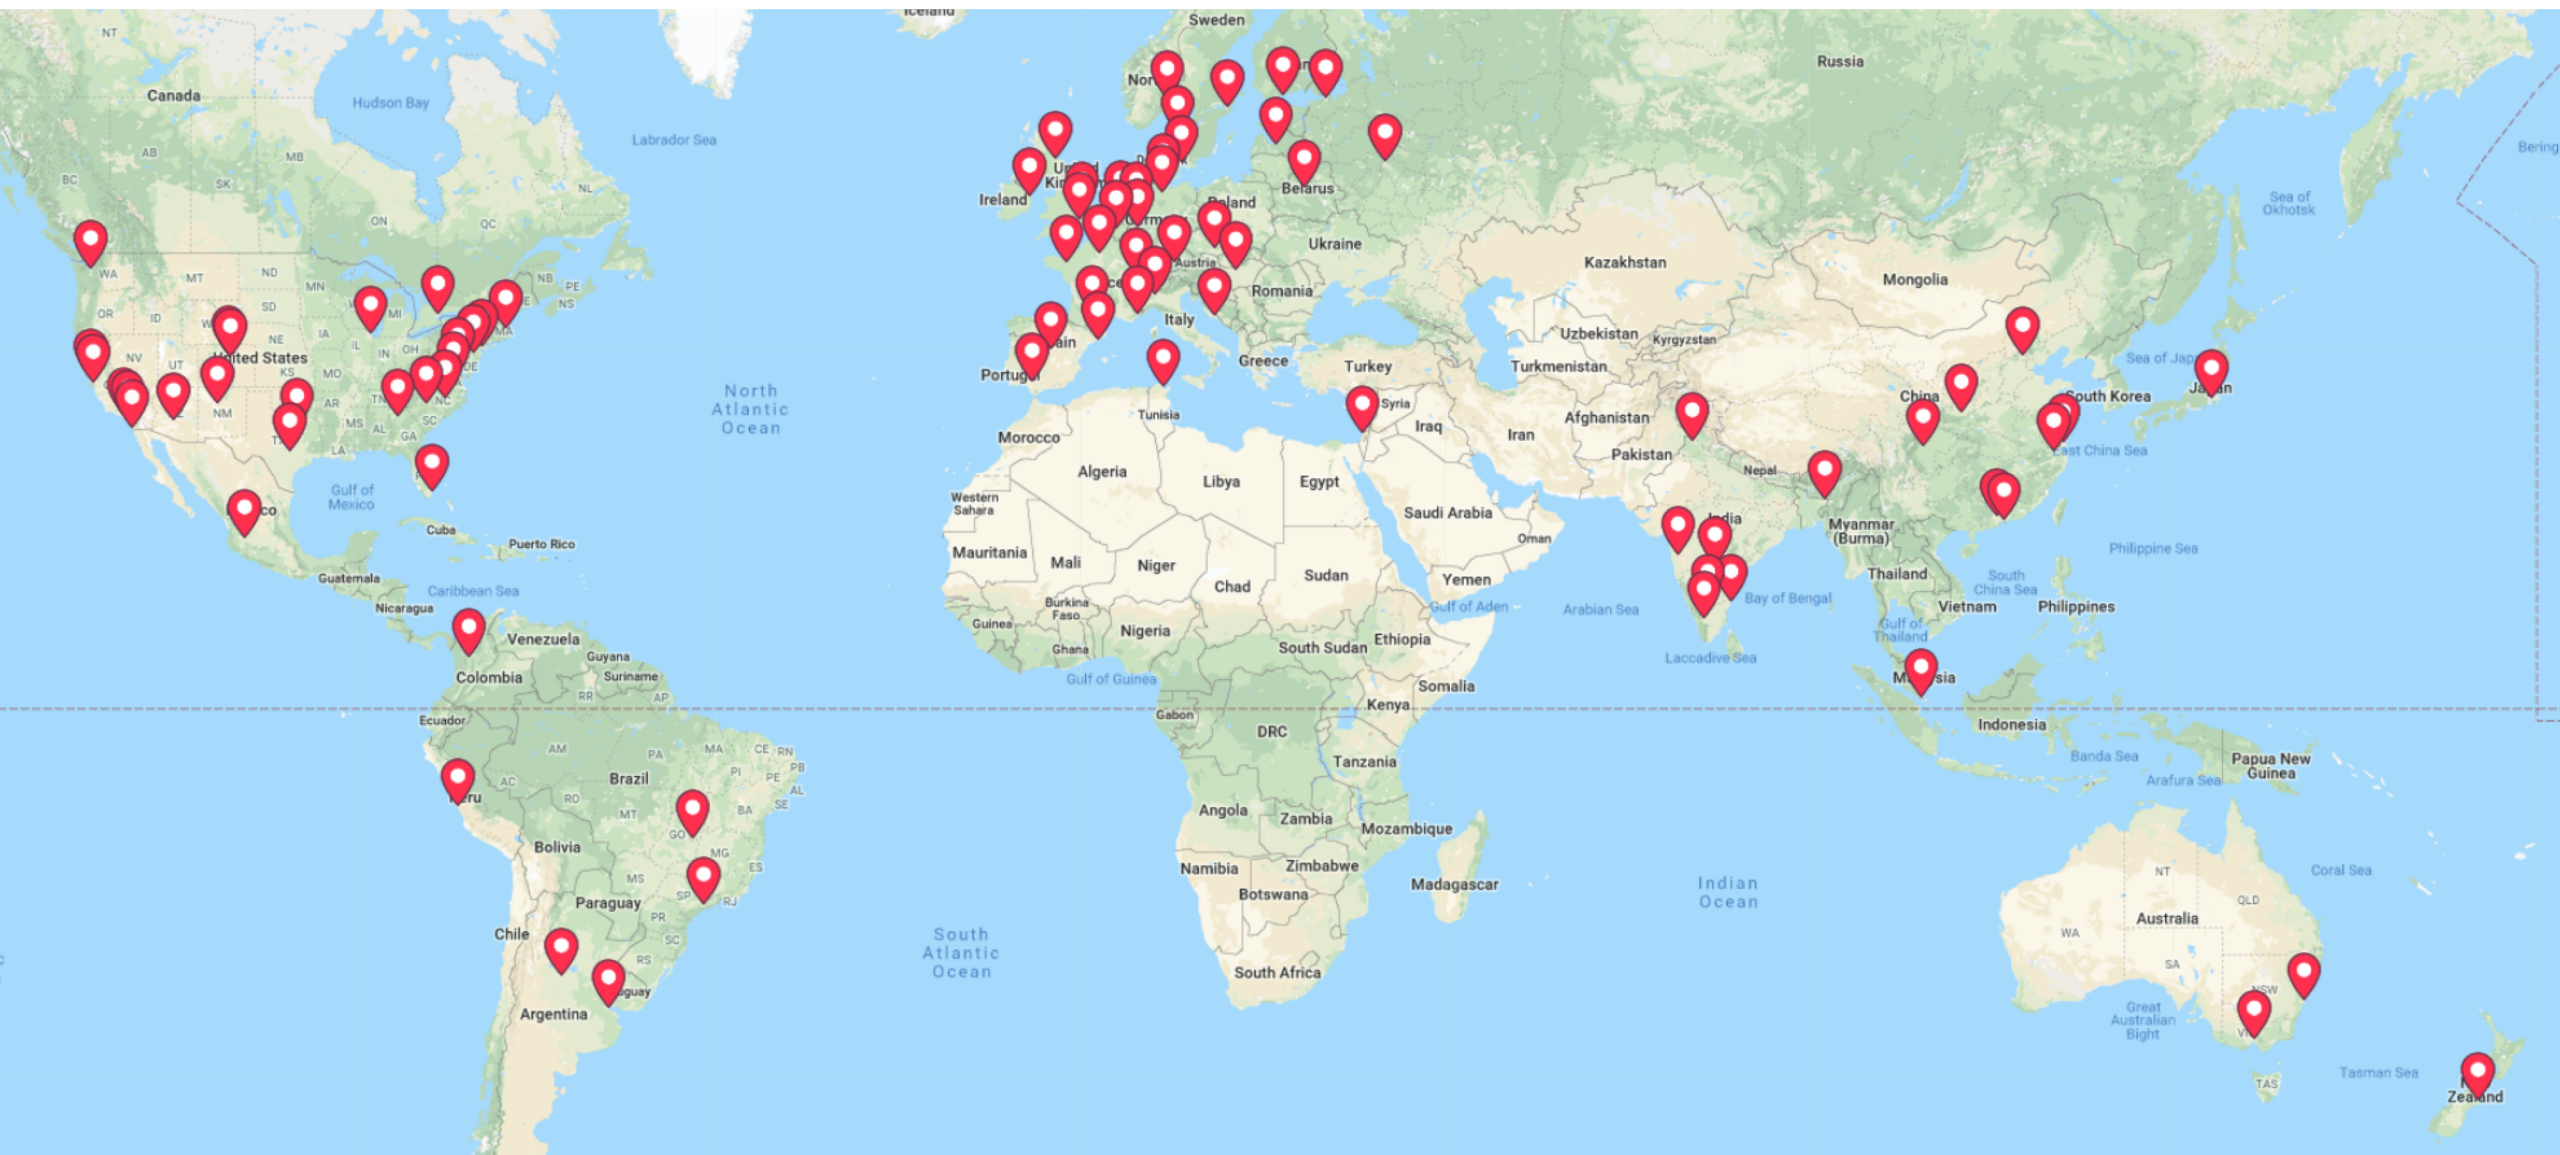 Iceland
Sweden
NT
Russia
Canada
Hudson Bay
Labrador Sea
Bering
AB
MB
BC
SK
NL
Ireland
Belarus
Sea of
Okhotsk
Poland
ON
QC
Ukraine
Kazakhstan
Mongolia
WA
MT
ND
NB
PE
NS
MN
SD
Austria
Romania
OR
ID
MI
MA
Italy
NE
IA
Uzbekistan
Kyrgyzstan
NV
UT
United States
IL
IN
OH
DE
Greece
Turkey
Turkmenistan
KS
MO
North
Atlantic
Ocean
China
South Korea
Japan
NM
AR
TN
NC
SC
MS
AL
GA
LA
Tunisia
Syria
Iraq
Iran
Afghanistan
Pakistan
Nepal
East China Sea
Morocco
Algeria
Libya
Egypt
Western
Sahara
Saudi Arabia
Oman
Gulf of
Mexico
Cuba
Puerto Rico
India
Myanmar
(Burma)
Philippine Sea
Mauritania
Mali
Niger
Chad
Sudan
Yemen
Thailand
South
China Sea
Guatemala
Caribbean Sea
Nicaragua
Burkina
Faso
Guinea
Ghana
Nigeria
Gulf of Aden
Arabian Sea
Bay of Bengal
Vietnam
Philippines
Gulf of
Thailand
Venezuela
Guyana
Suriname
Colombia
South Sudan
Ethiopia
Laccadive Sea
Gulf of Guinea
Somalia
RR
AP
Ecuador
Gabon
Kenya
Indonesia
DRC
AM
PA
MA
CE
RN
PB
PI
PE
AL
SE
AC
Brazil
RO
MT
BA
Tanzania
Banda Sea
Arafura Sea
Papua New
Guinea
GO
MG
ES
Bolivia
MS
SP
RJ
Angola
Zambia
Mozambique
Namibia
Zimbabwe
Botswana
Madagascar
Indian
Ocean
NT
Coral Sea
QLD
Australia
WA
SA
NSW
Paraguay
PR
SC
RS
Chile
Argentina
South
Atlantic
Ocean
South Africa
Great
Australian
Bight
TAS
Tasman Sea
Zealand